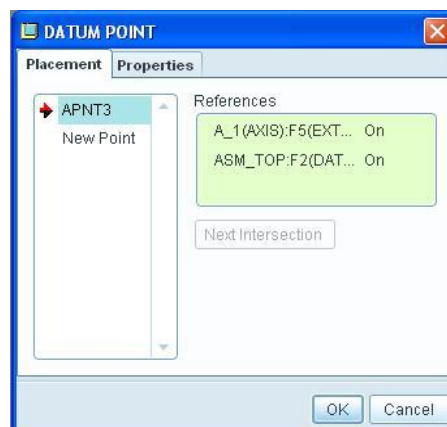 DATUM POINT
Placement Properties
APNT3
New Point
References
A_1(AXIS):F5(EXT... On
ASM_TOP:F2(DAT... On
Next Intersection
OK Cancel